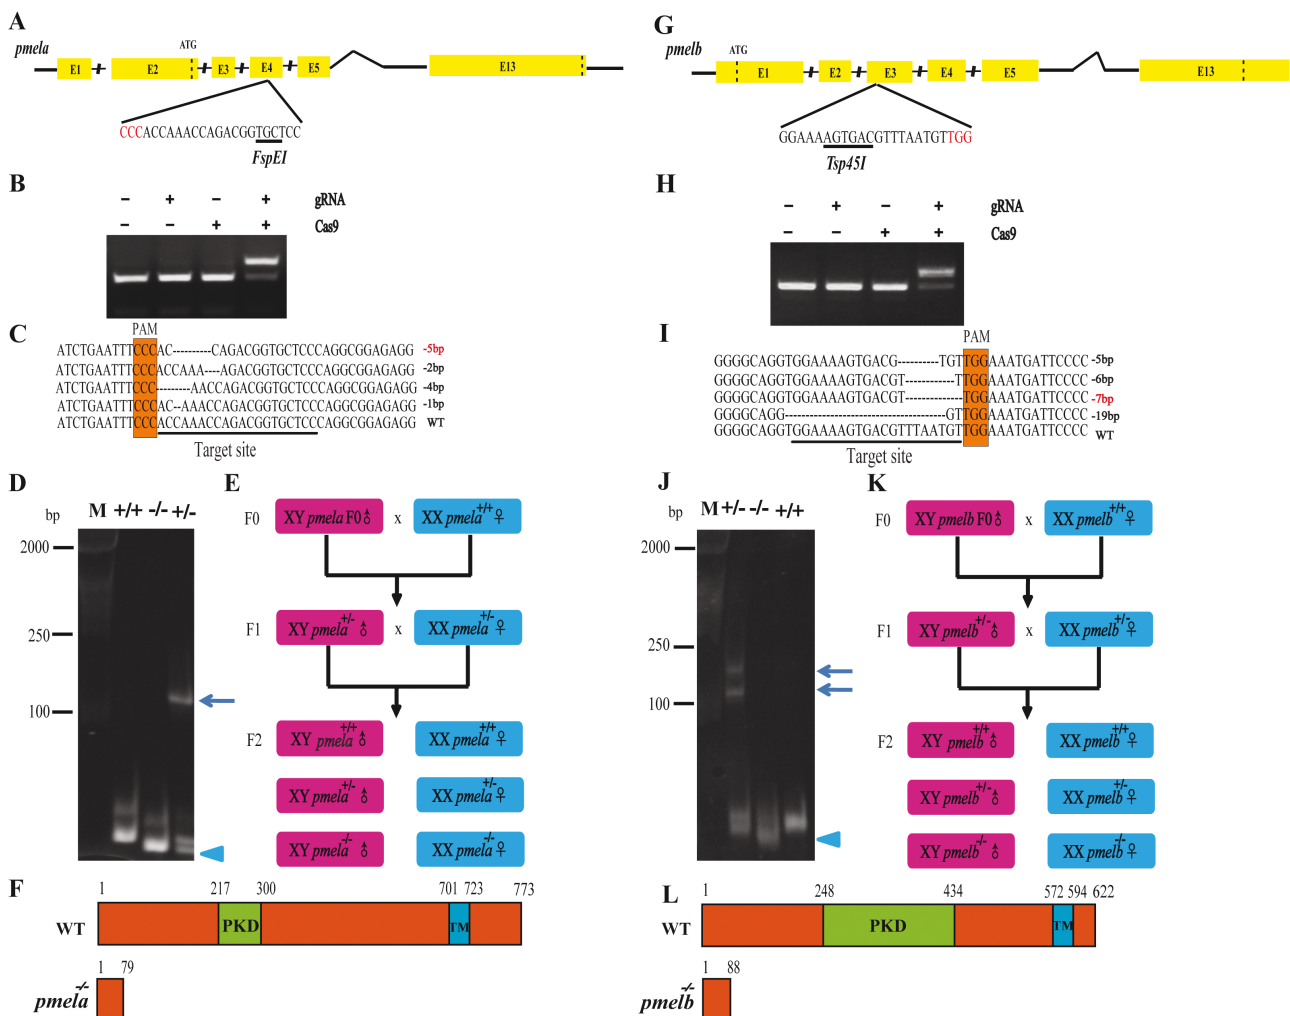 A
pmela
ATG
E1 E2 E3 E4 E5 E13
CCCACCAAACCAGACGGTGCTCC
FspEI
B
- + - + gRNA
- - + + Cas9
C
PAM
ATCTGAATTTCCCAC----------CAGACGGTGCTCCCAGGCGGAGAGG -5bp
ATCTGAATTTCCCACCAAA----AGACGGTGCTCCCAGGCGGAGAGG -2bp
ATCTGAATTTCCC---------AACCAGACGGTGCTCCCAGGCGGAGAGG -4bp
ATCTGAATTTCCCAC--AAACCAGACGGTGCTCCCAGGCGGAGAGG -1bp
ATCTGAATTTCCCACCAAACCAGACGGTGCTCCCAGGCGGAGAGG WT
Target site
D
bp
M +/+ -/- +/-
2000
250
100
E
F0 XY pmela F0♂ x XX pmela+/+♀
F1 XY pmela+/-♂ x XX pmela+/-♀
F2 XY pmela+/+♂ XX pmela+/+♀
XY pmela+/-♂ XX pmela+/-♀
XY pmela-/-♂ XX pmela-/-♀
F
1 217 300 701 723 773
WT PKD TM
1 79
pmela-/-
G
pmelb
ATG
E1 E2 E3 E4 E5 E13
GGAAAAGTGACGTTTAATGTTGG
Tsp45I
H
- + - + gRNA
- - + + Cas9
I
PAM
GGGGCAGGTGGAAAAGTGACG-----------TGTTGGAAATGATTCCCC -5bp
GGGGCAGGTGGAAAAGTGACGT-------------TTGGAAATGATTCCCC -6bp
GGGGCAGGTGGAAAAGTGACGT--------------TGGAAATGATTCCCC -7bp
GGGGCAGG----------------------------------------GTTGGAAATGATTCCCC -19bp
GGGGCAGGTGGAAAAGTGACGTTTAATGTTGGAAATGATTCCCC WT
Target site
J
bp
M +/- -/- +/+
2000
250
100
K
F0 XY pmelb F0♂ x XX pmelb+/+♀
F1 XY pmelb+/-♂ x XX pmelb+/-♀
F2 XY pmelb+/+♂ XX pmelb+/+♀
XY pmelb+/-♂ XX pmelb+/-♀
XY pmelb-/-♂ XX pmelb-/-♀
L
1 248 434 572 594 622
WT PKD TM
1 88
pmelb-/-